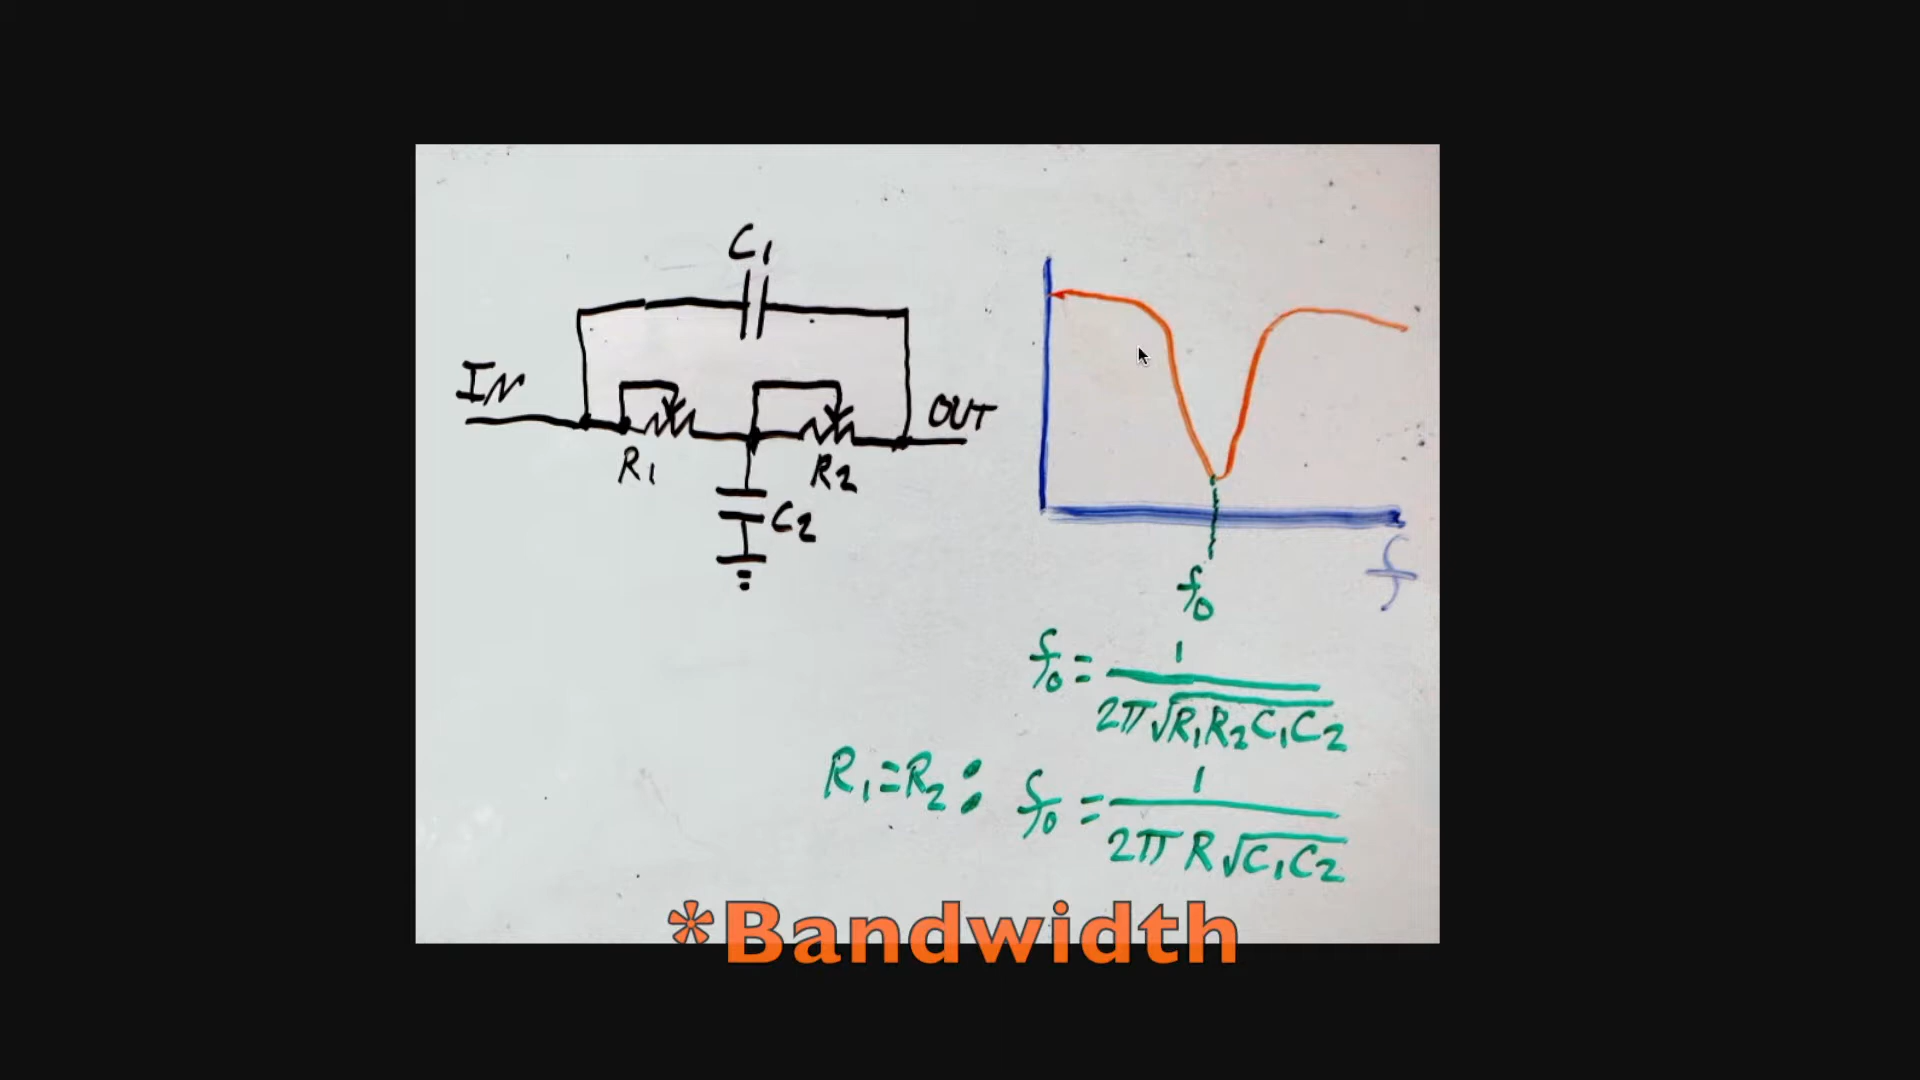 C1
IN
OUT
R1
R2
C2
f
f0
f0 = 1
2π√R1R2C1C2
R1=R2: f0 = 1
2πR√C1C2
*Bandwidth